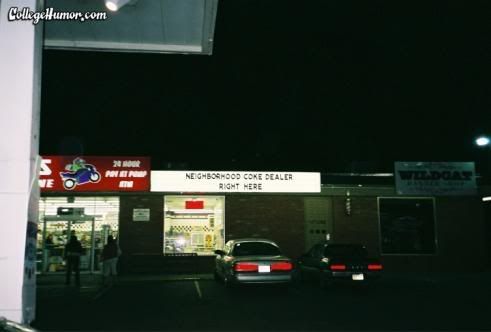 CollegeHumor.com
24 HOUR
PAY AT PUMP
ATM
NEIGHBORHOOD COKE DEALER
RIGHT HERE
WILDCAT